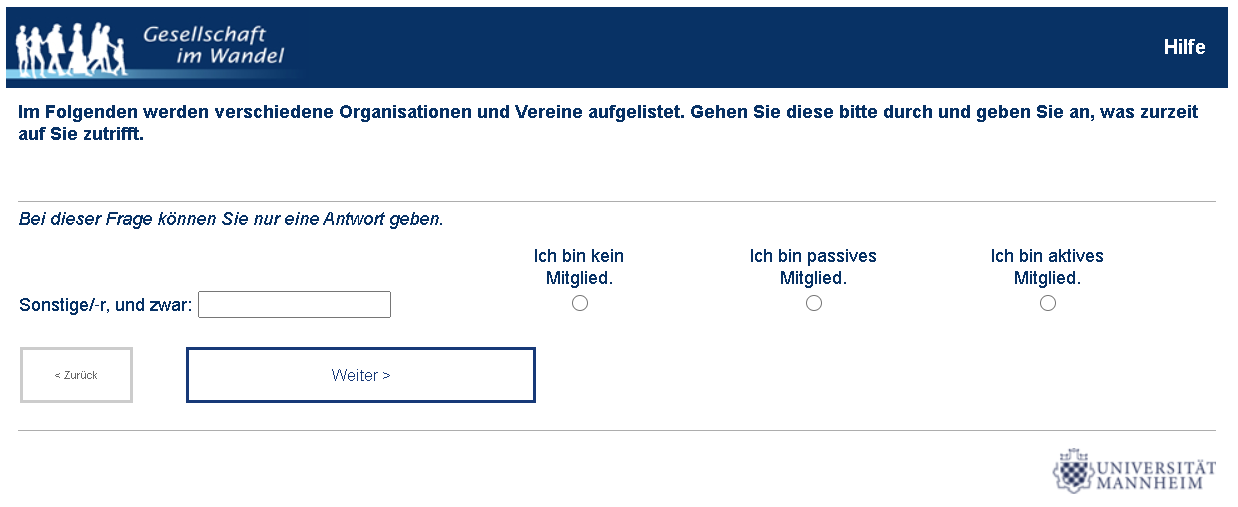 Gesellschaft
im Wandel
Hilfe
Im Folgenden werden verschiedene Organisationen und Vereine aufgelistet. Gehen Sie diese bitte durch und geben Sie an, was zurzeit
auf Sie zutrifft.
Bei dieser Frage können Sie nur eine Antwort geben.
Ich bin kein
Mitglied.
Ich bin passives
Mitglied.
Ich bin aktives
Mitglied.
Sonstige/-r, und zwar:
< Zurück
Weiter >
UNIVERSITÄT
MANNHEIM